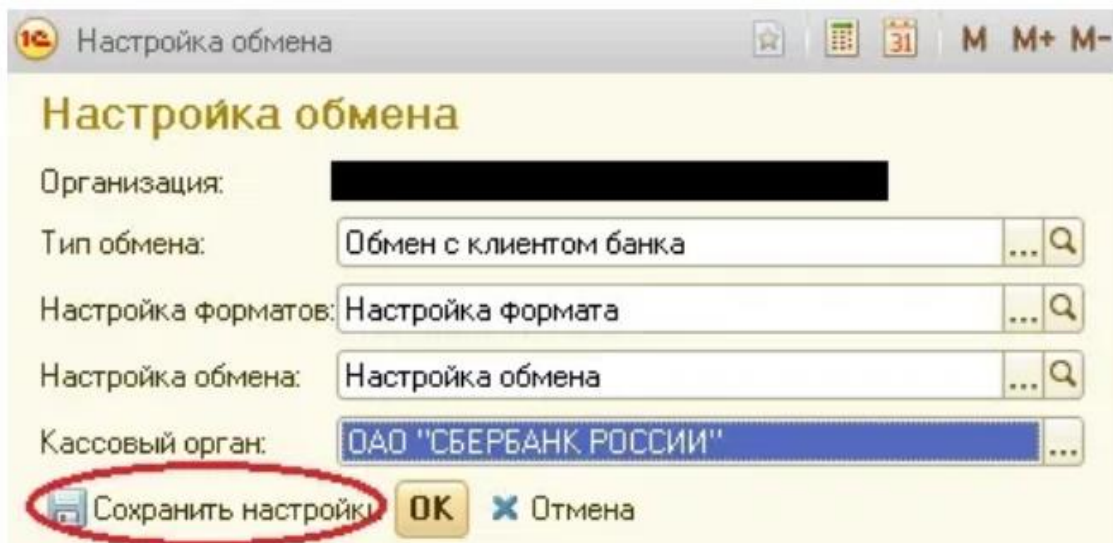 1С Настройка обмена 31 M M+ M-
Настройка обмена
Организация:
Тип обмена: Обмен с клиентом банка ...
Настройка форматов: Настройка формата ...
Настройка обмена: Настройка обмена ...
Кассовый орган: ОАО "СБЕРБАНК РОССИИ" ...
Сохранить настройки OK Отмена